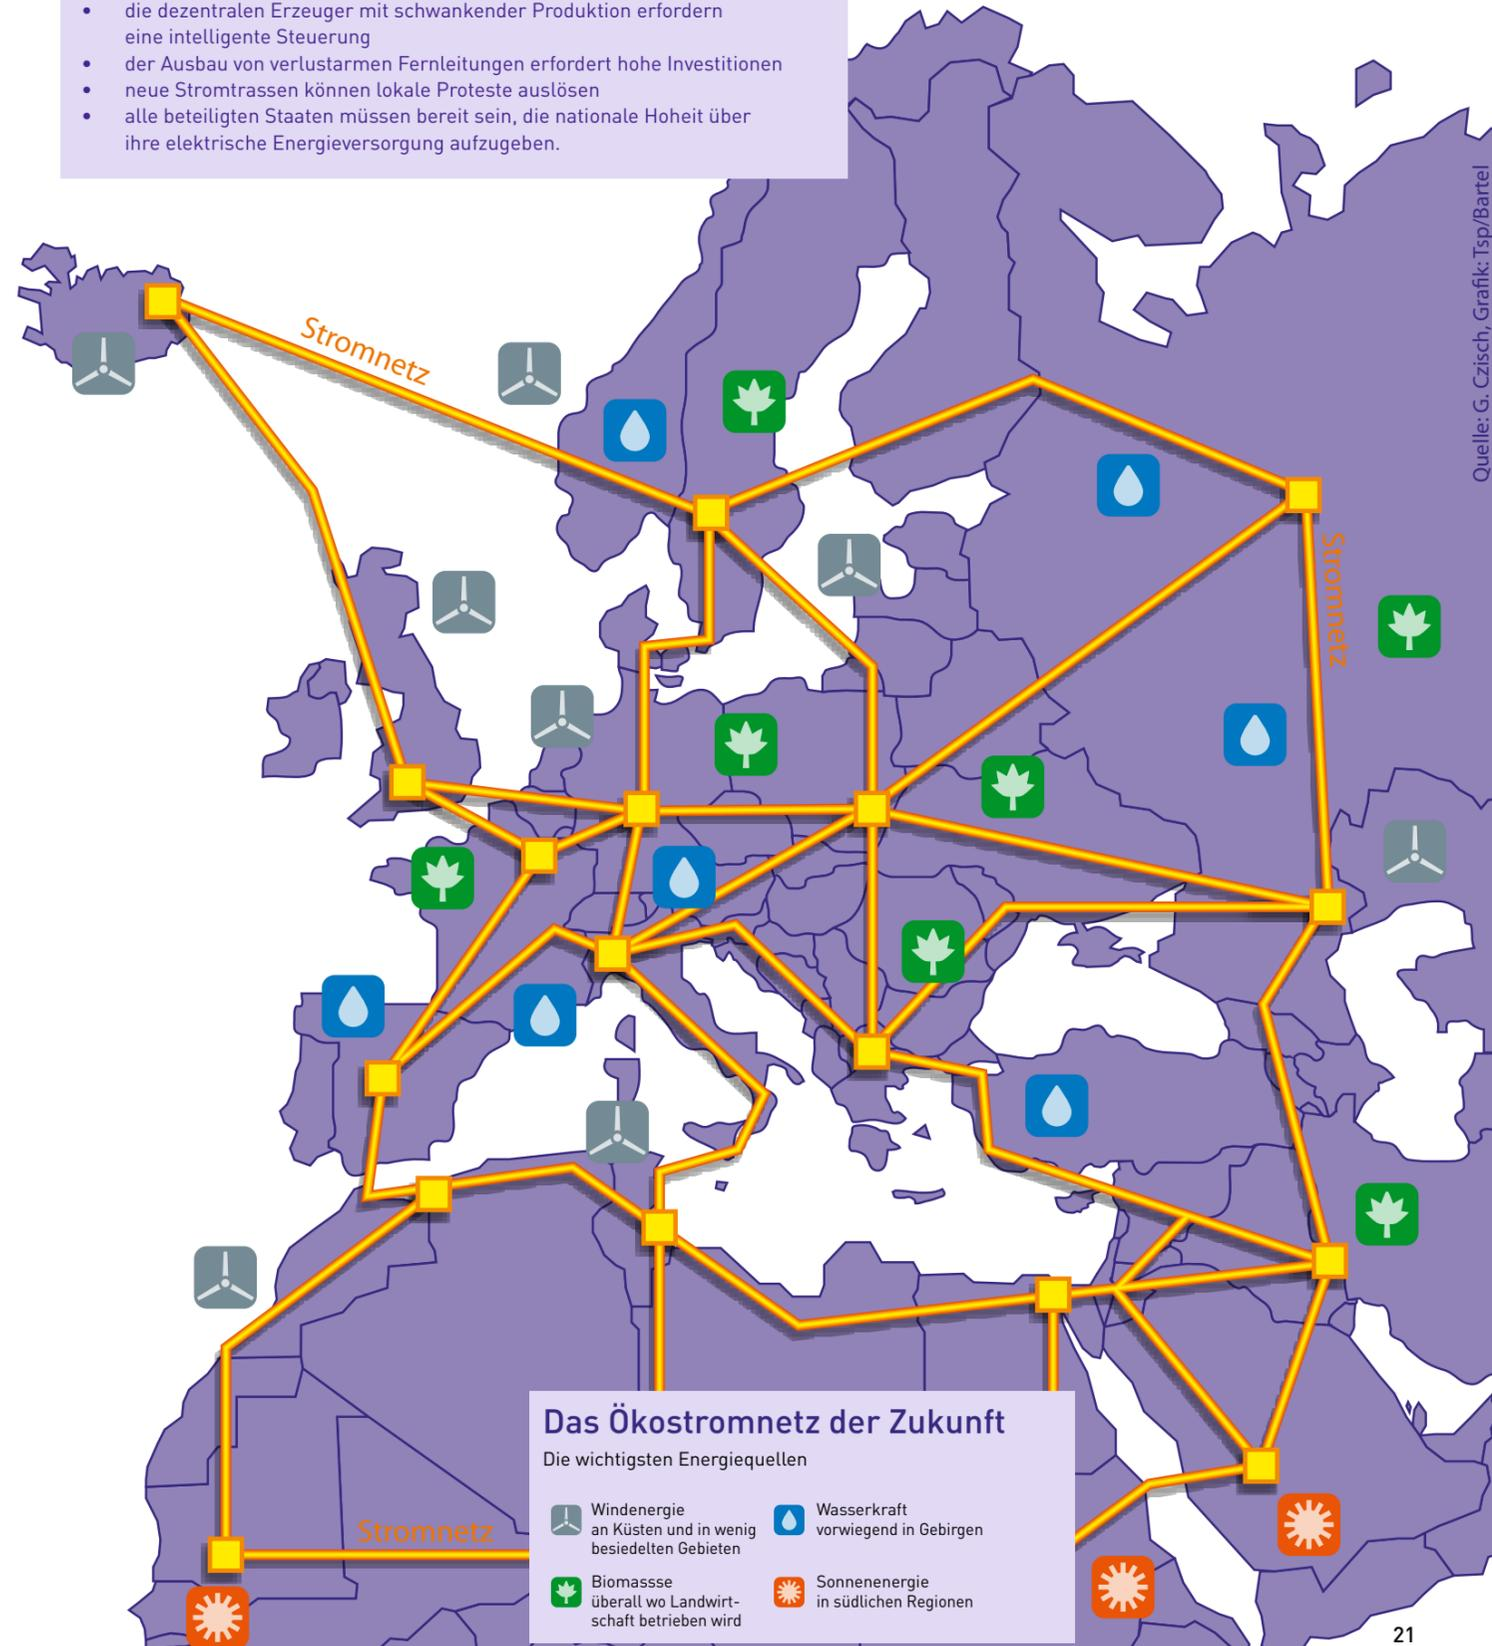 • die dezentralen Erzeuger mit schwankender Produktion erfordern
eine intelligente Steuerung
• der Ausbau von verlustarmen Fernleitungen erfordert hohe Investitionen
• neue Stromtrassen können lokale Proteste auslösen
• alle beteiligten Staaten müssen bereit sein, die nationale Hoheit über
ihre elektrische Energieversorgung aufzugeben.
Quelle: G. Czisch, Grafik: Tsp/Bartel
Stromnetz
Stromnetz
Stromnetz
Das Ökostromnetz der Zukunft
Die wichtigsten Energiequellen
Windenergie
an Küsten und in wenig
besiedelten Gebieten
Wasserkraft
vorwiegend in Gebirgen
Biomassse
überall wo Landwirt-
schaft betrieben wird
Sonnenenergie
in südlichen Regionen
21